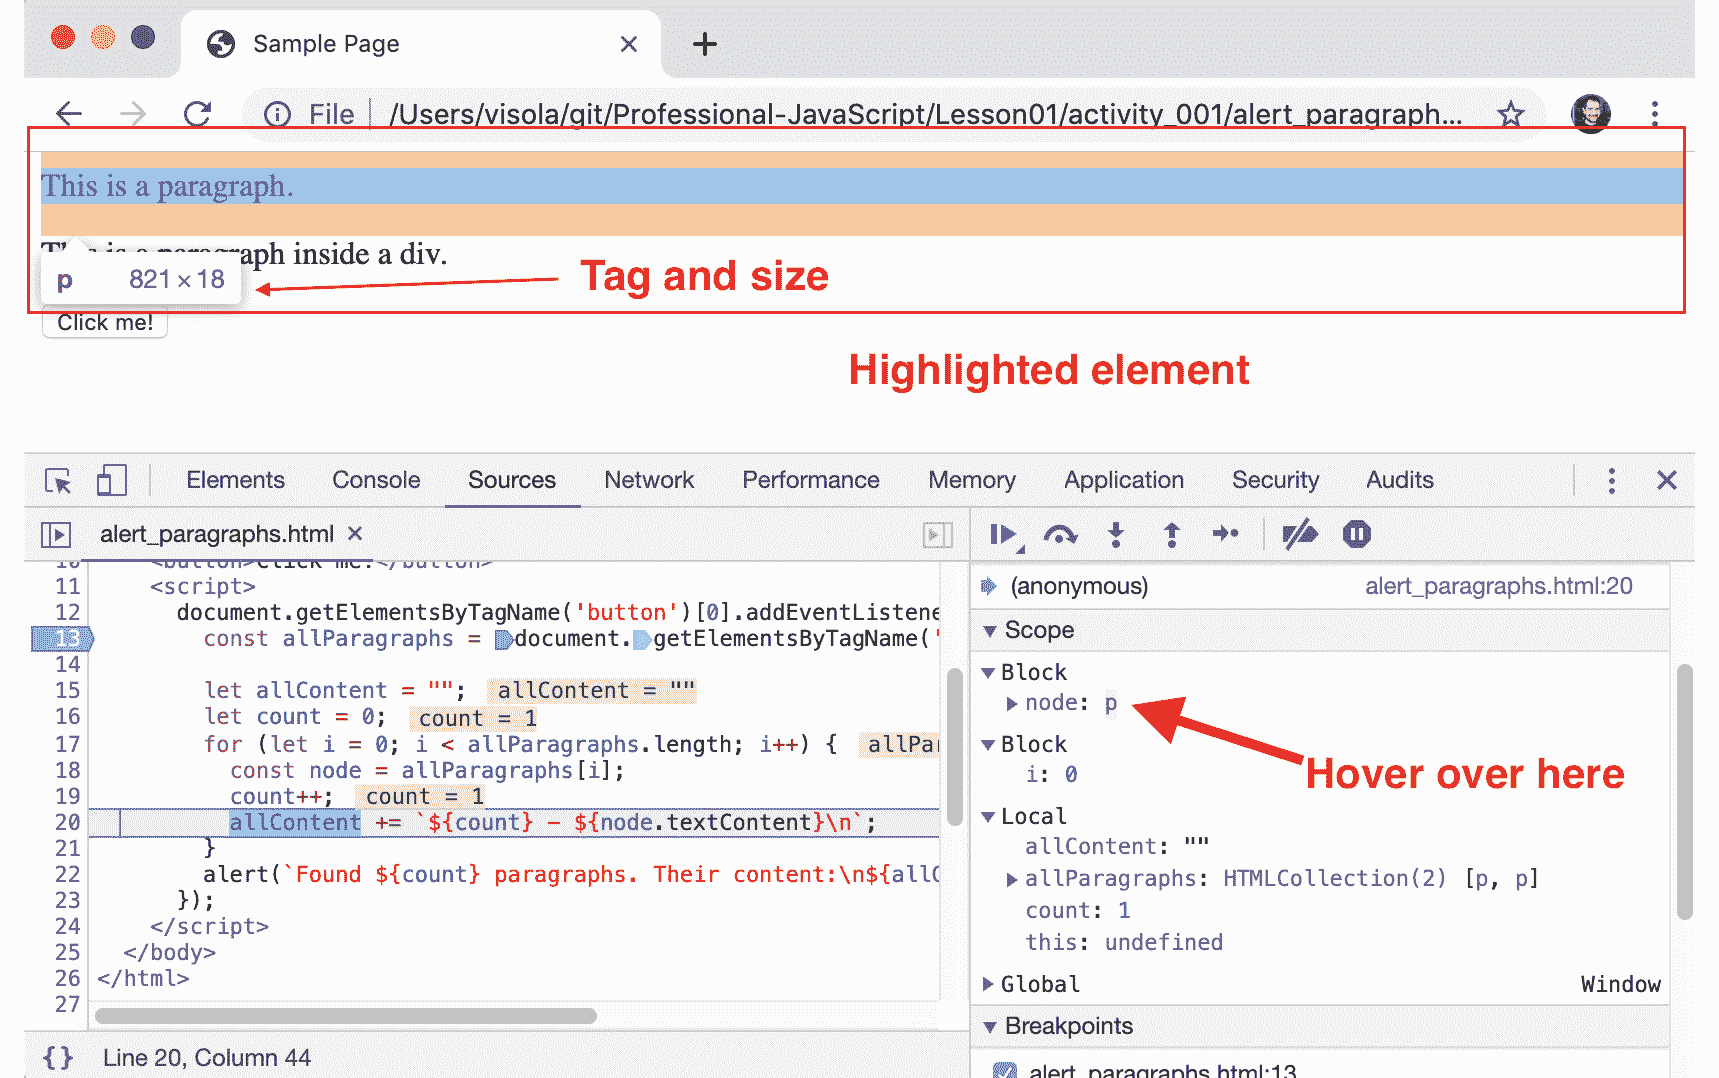 Sample Page
File /Users/visola/git/Professional-JavaScript/Lesson01/activity_001/alert_paragraph...
This is a paragraph.
This is a paragraph inside a div.
p 821 × 18
Tag and size
Click me!
Highlighted element
Elements Console Sources Network Performance Memory Application Security Audits
alert_paragraphs.html
10 <button>Click me!</button>
11 <script>
12 document.getElementsByTagName('button')[0].addEventListene
13 const allParagraphs = document.getElementsByTagName('
14
15 let allContent = ""; allContent = ""
16 let count = 0; count = 1
17 for (let i = 0; i < allParagraphs.length; i++) { allPar
18 const node = allParagraphs[i];
19 count++; count = 1
20 allContent += `${count} - ${node.textContent}\n`;
21 }
22 alert(`Found ${count} paragraphs. Their content:\n${allC
23 });
24 </script>
25 </body>
26 </html>
27
{} Line 20, Column 44
(anonymous) alert_paragraphs.html:20
Scope
Block
node: p
Hover over here
Block
i: 0
Local
allContent: ""
allParagraphs: HTMLCollection(2) [p, p]
count: 1
this: undefined
Global Window
Breakpoints
alert_paragraphs.html:13